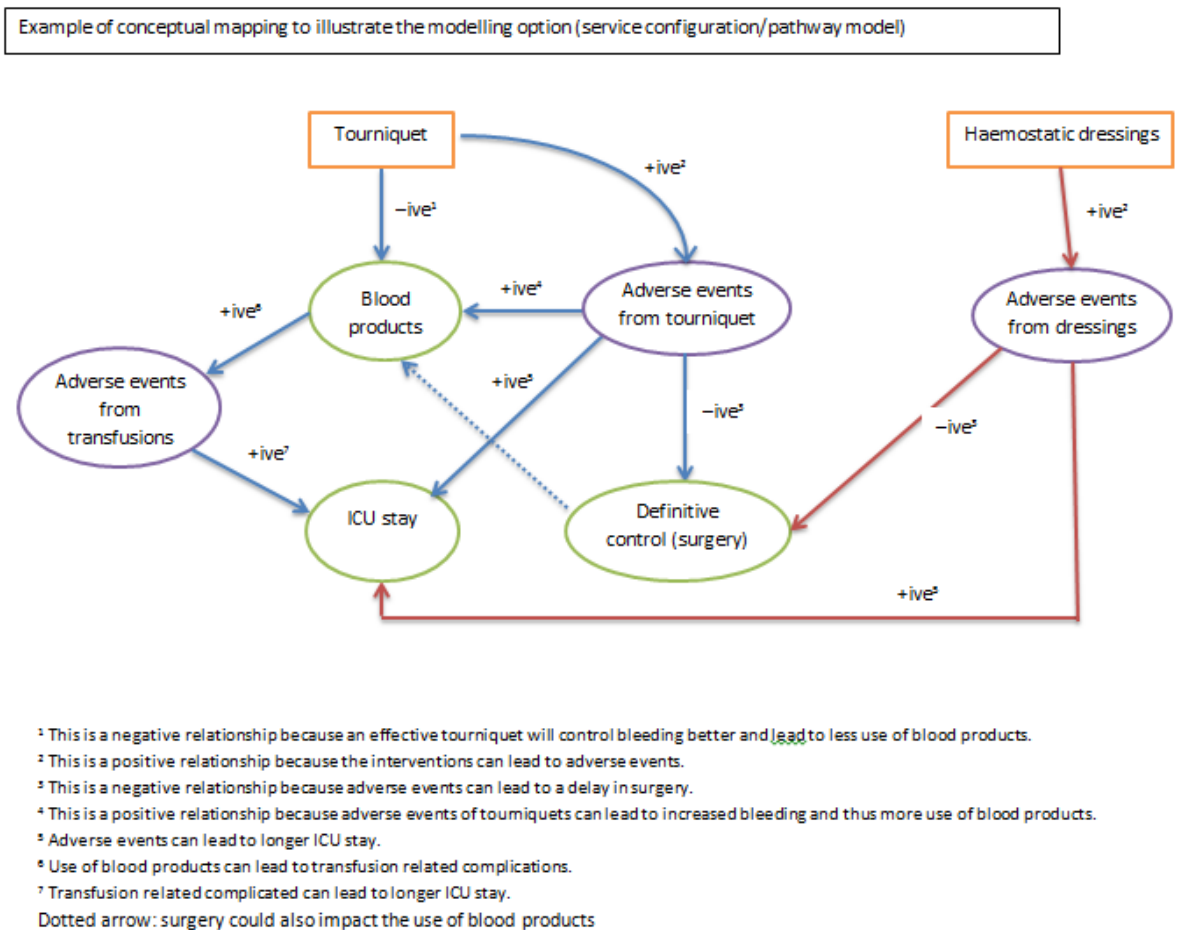 Example of conceptual mapping to illustrate the modelling option (service configuration/pathway model)
Tourniquet
Haemostatic dressings
+ive²
–ive¹
+ive²
Blood
products
+ive⁴
Adverse events
from tourniquet
Adverse events
from dressings
+ive⁶
Adverse events
from
transfusions
+ive⁵
–ive³
–ive³
+ive⁷
ICU stay
Definitive
control (surgery)
+ive⁵
¹ This is a negative relationship because an effective tourniquet will control bleeding better and lead to less use of blood products.
² This is a positive relationship because the interventions can lead to adverse events.
³ This is a negative relationship because adverse events can lead to a delay in surgery.
⁴ This is a positive relationship because adverse events of tourniquets can lead to increased bleeding and thus more use of blood products.
⁵ Adverse events can lead to longer ICU stay.
⁶ Use of blood products can lead to transfusion related complications.
⁷ Transfusion related complicated can lead to longer ICU stay.
Dotted arrow: surgery could also impact the use of blood products